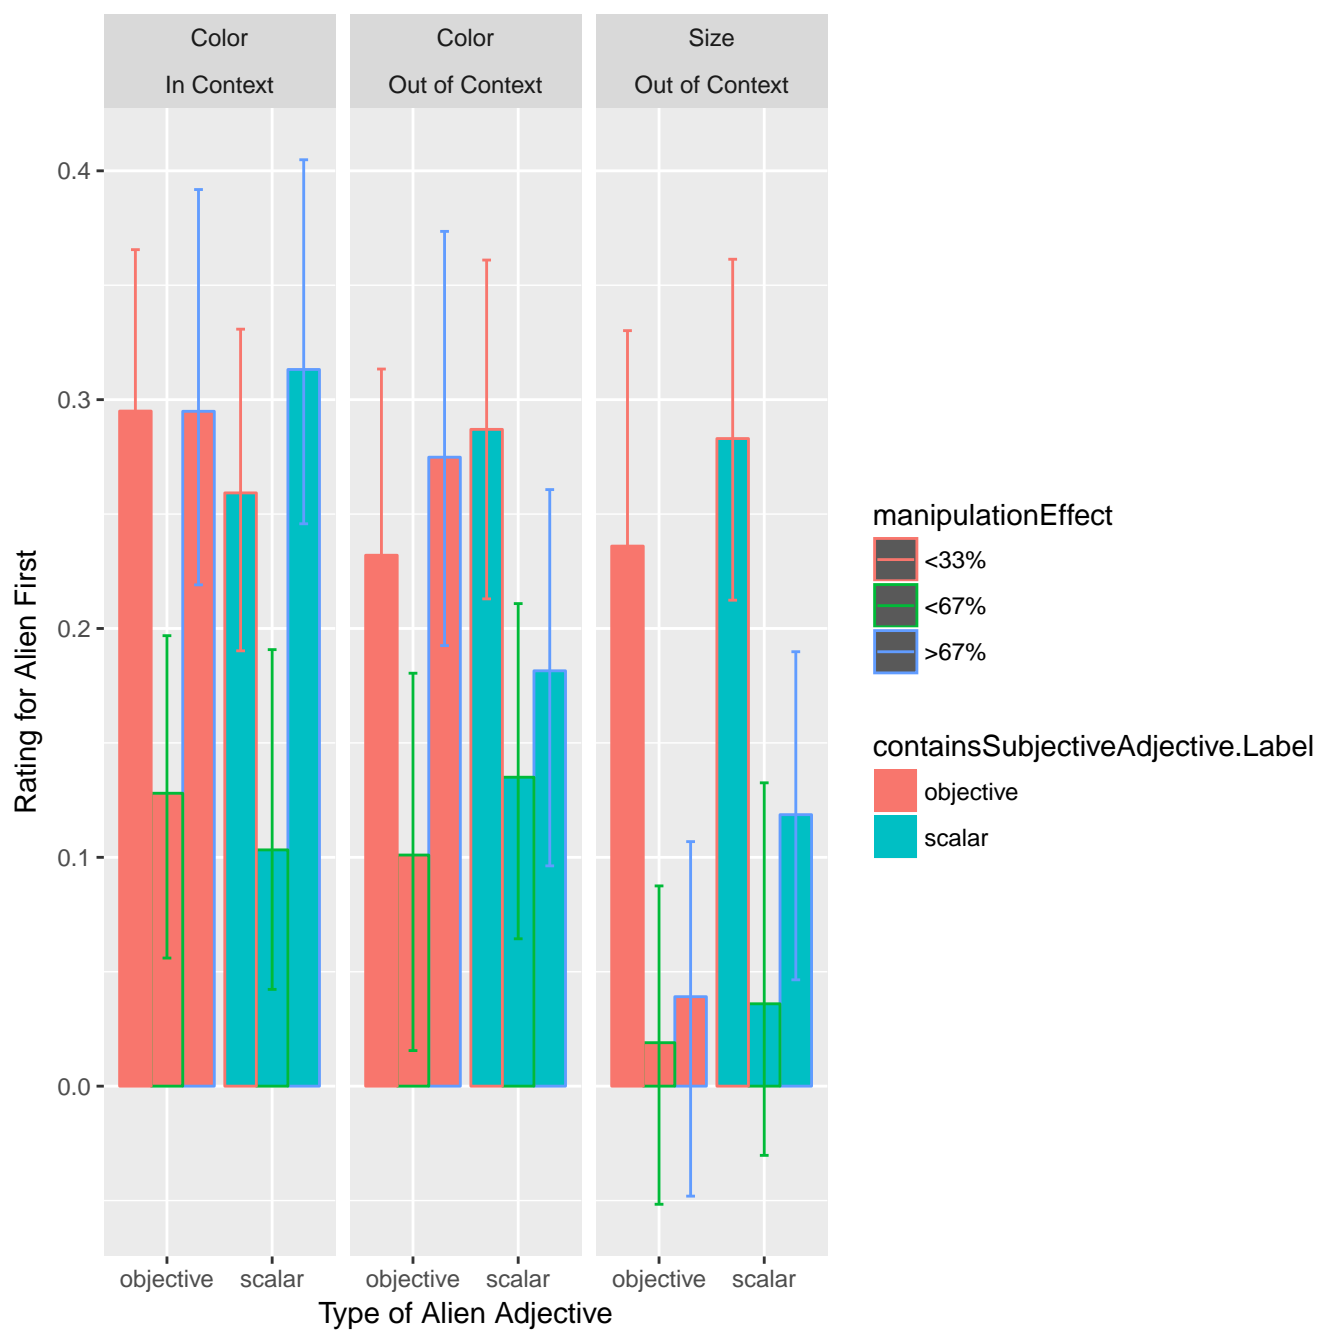 Color
In Context
Color
Out of Context
Size
Out of Context
Rating for Alien First
0.4
0.3
0.2
0.1
0.0
objective
scalar
objective
scalar
objective
scalar
Type of Alien Adjective
manipulationEffect
<33%
<67%
>67%
containsSubjectiveAdjective.Label
objective
scalar